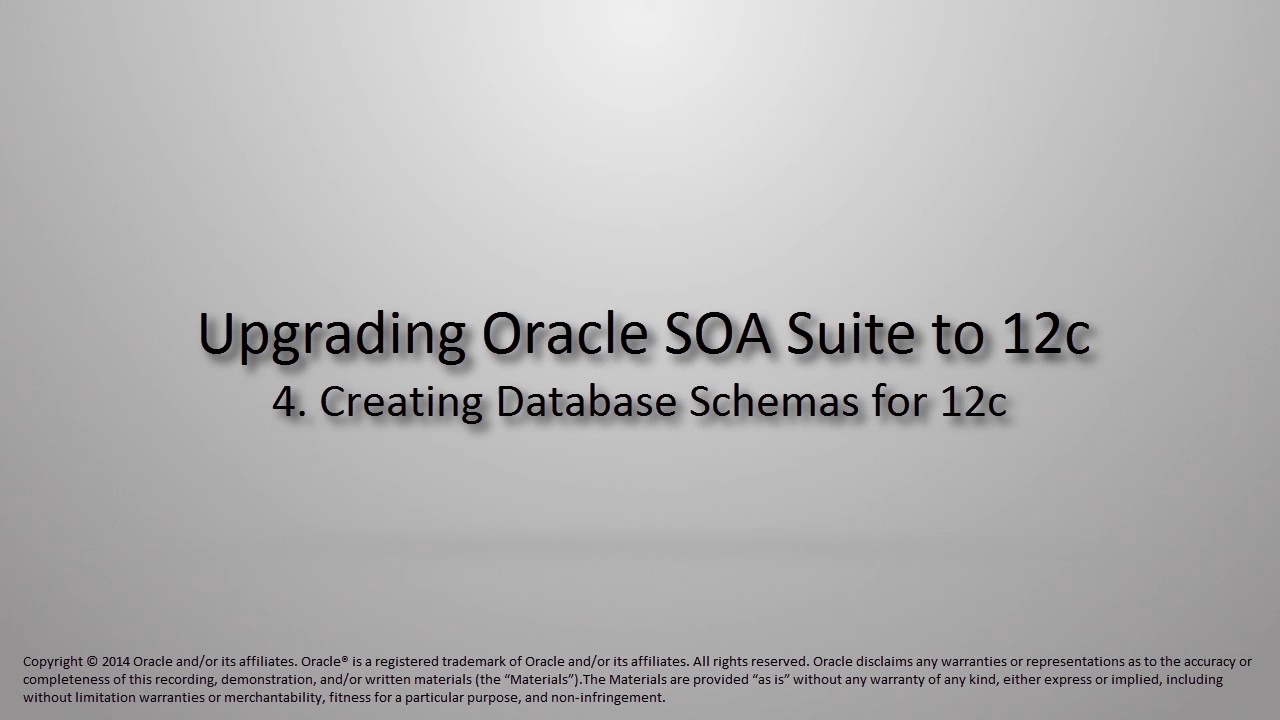 Upgrading Oracle SOA Suite to 12c
4. Creating Database Schemas for 12c
Copyright © 2014 Oracle and/or its affiliates. Oracle® is a registered trademark of Oracle and/or its affiliates. All rights reserved. Oracle disclaims any warranties or representations as to the accuracy or
completeness of this recording, demonstration, and/or written materials (the “Materials”).The Materials are provided “as is” without any warranty of any kind, either express or implied, including
without limitation warranties or merchantability, fitness for a particular purpose, and non-infringement.